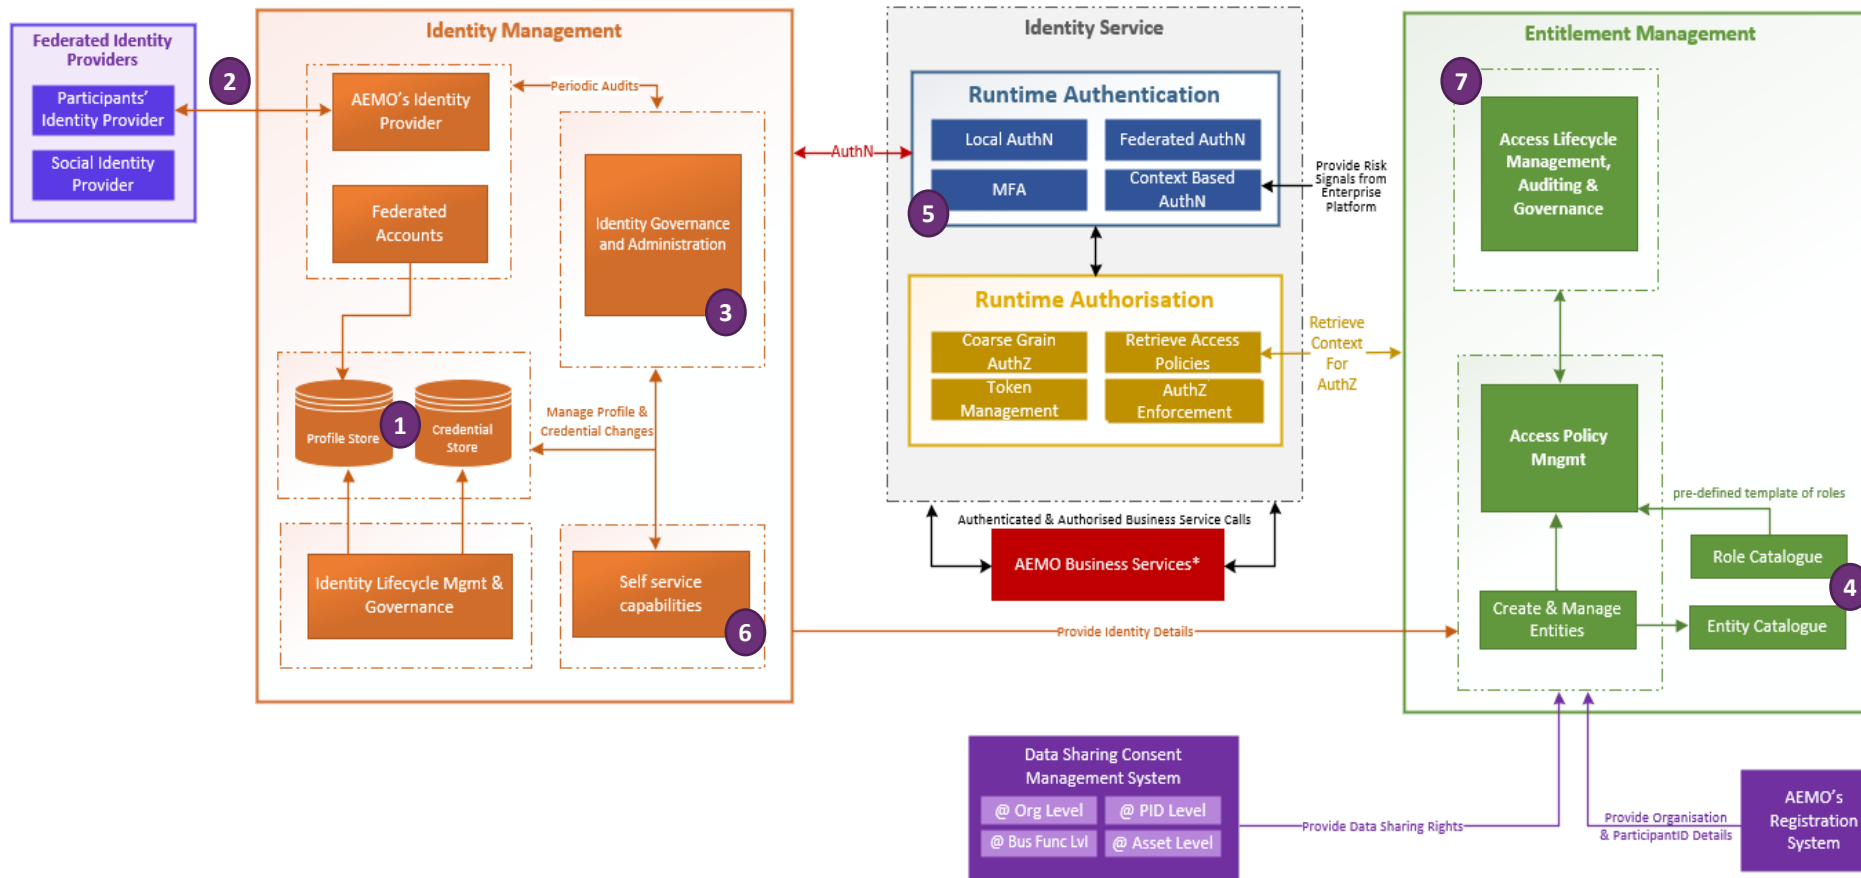 Federated Identity
Providers
Participants'
Identity Provider
Social Identity
Provider
2
Identity Management
AEMO's Identity
Provider
Periodic Audits
Federated
Accounts
Identity Governance
and Administration
3
Profile Store
1
Credential
Store
Manage Profile &
Credential Changes
Identity Lifecycle Mgmt &
Governance
Self service
capabilities
6
AuthN
Identity Service
Runtime Authentication
Local AuthN
Federated AuthN
MFA
Context Based
AuthN
5
Provide Risk
Signals from
Enterprise
Platform
Runtime Authorisation
Coarse Grain
AuthZ
Retrieve Access
Policies
Token
Management
AuthZ
Enforcement
Retrieve
Context
For
AuthZ
Authenticated & Authorised Business Service Calls
AEMO Business Services*
Provide Identity Details
Entitlement Management
7
Access Lifecycle
Management,
Auditing &
Governance
Access Policy
Mngmt
pre-defined template of roles
Role Catalogue
4
Create & Manage
Entities
Entity Catalogue
Data Sharing Consent
Management System
@ Org Level
@ PID Level
@ Bus Func Lvl
@ Asset Level
Provide Data Sharing Rights
Provide Organisation
& ParticipantID Details
AEMO's
Registration
System